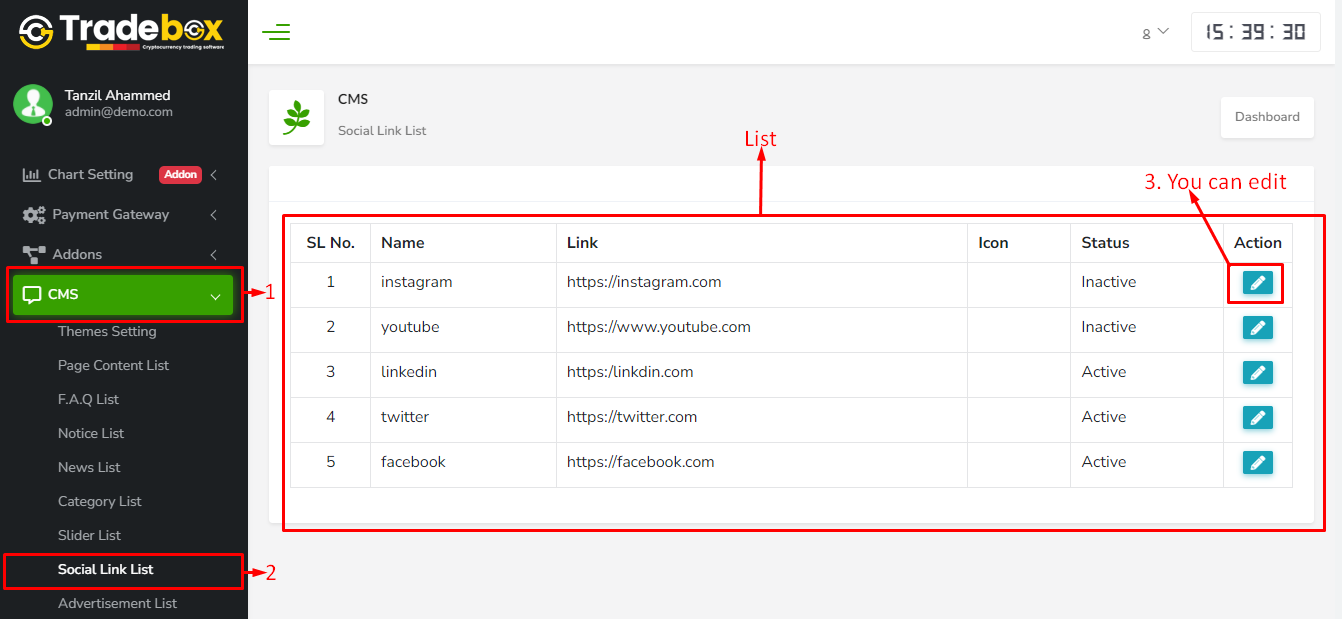 Tradebox
Cryptocurrency trading software
15:39:30
Tanzil Ahammed
admin@demo.com
CMS
Social Link List
Dashboard
List
3. You can edit
Chart Setting Addon
Payment Gateway
Addons
CMS
1
Themes Setting
Page Content List
F.A.Q List
Notice List
News List
Category List
Slider List
Social Link List
2
Advertisement List
SL No. Name Link Icon Status Action
1 instagram https://instagram.com Inactive
2 youtube https://www.youtube.com Inactive
3 linkedin https:/linkdin.com Active
4 twitter https://twitter.com Active
5 facebook https://facebook.com Active